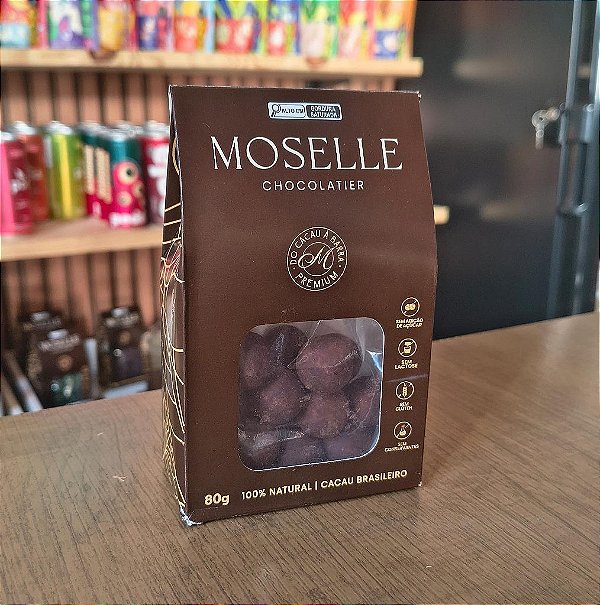 ALTO EM GORDURA
SATURADA
MOSELLE
CHOCOLATIER
DO CACAU À BARRA
M
PREMIUM
SEM ADIÇÃO
DE AÇÚCAR
SEM
LACTOSE
SEM
GLÚTEN
SEM
CONSERVANTES
80g 100% NATURAL | CACAU BRASILEIRO